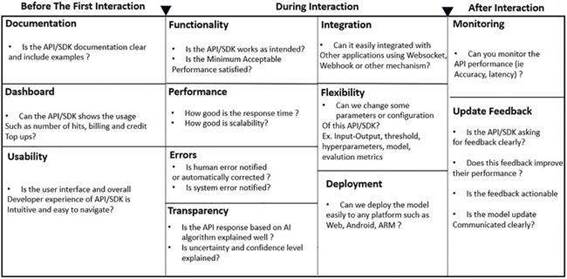 Before The First Interaction
During Interaction
After Interaction
Documentation
• Is the API/SDK documentation clear
and include examples ?
Dashboard
• Can the API/SDK shows the usage
Such as number of hits, billing and credit
Top ups?
Usability
• Is the user interface and overall
Developer experience of API/SDK is
Intuitive and easy to navigate?
Functionality
• Is the API/SDK works as intended?
• Is the Minimum Acceptable
Performance satisfied?
Performance
• How good is the response time ?
• How good is scalability?
Errors
• Is human error notified
or automatically corrected ?
• Is system error notified?
Transparency
• Is the API response based on AI
algorithm explained well ?
• Is uncertainty and confidence level
explained?
Integration
• Can it easily integrated with
Other applications using Websocket,
Webhook or other mechanism?
Flexibility
• Can we change some
parameters or configuration
Of this API/SDK?
Ex. Input-Output, threshold,
hyperparameters, model,
evalution metrics
Deployment
• Can we deploy the model
easily to any platform such as
Web, Android, ARM ?
Monitoring
• Can you monitor the
API performance (ie
Accuracy, latency) ?
Update Feedback
• Is the API/SDK asking
for feedback clearly?
• Does this feedback improve
their performance ?
• Is the feedback actionable
• Is the model update
Communicated clearly?